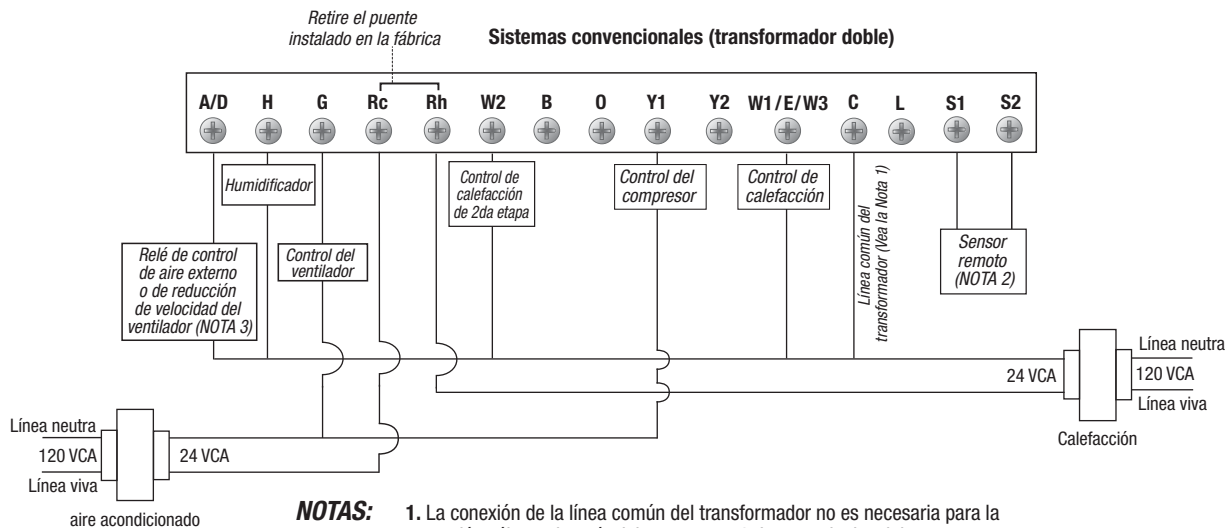 Retire el puente
instalado en la fábrica
Sistemas convencionales (transformador doble)
A/D H G Rc Rh W2 B O Y1 Y2 W1/E/W3 C L S1 S2
Humidificador
Control de
calefacción
de 2da etapa
Control del
compresor
Control de
calefacción
Línea común del
transformador (Vea la Nota 1)
Relé de control
de aire externo
o de reducción
de velocidad del
ventilador (NOTA 3)
Control del
ventilador
Sensor
remoto
(NOTA 2)
Línea neutra
24 VCA
120 VCA
Línea viva
Calefacción
Línea neutra
120 VCA
24 VCA
Línea viva
aire acondicionado
NOTAS: 1. La conexión de la línea común del transformador no es necesaria para la